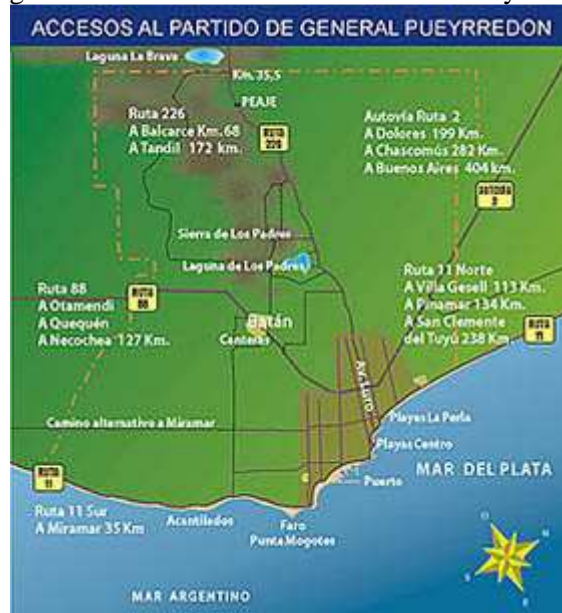 ACCESOS AL PARTIDO DE GENERAL PUEYRREDON
Laguna La Brava
Km. 35,5
PEAJE
Ruta 226
A Balcarce Km. 68
A Tandil 172 km.
RUTA
226
Autovía Ruta 2
A Dolores 199 Km.
A Chascomús 282 Km.
A Buenos Aires 404 km.
AUTOVIA
2
Sierra de Los Padres
Laguna de Los Padres
Ruta 88
A Otamendi
A Quequén
A Necochea 127 Km.
RUTA
88
Ruta 11 Norte
A Villa Gesell 113 Km.
A Pinamar 134 Km.
A San Clemente
del Tuyú 238 Km.
RUTA
11
Batán
Canteras
Av. Luro
Camino alternativo a Miramar
Playas La Perla
Playas Centro
Puerto
MAR DEL PLATA
RUTA
11
Ruta 11 Sur
A Miramar 35 Km
Acantilados
Faro
Punta Mogotes
MAR ARGENTINO
O
N
S
E